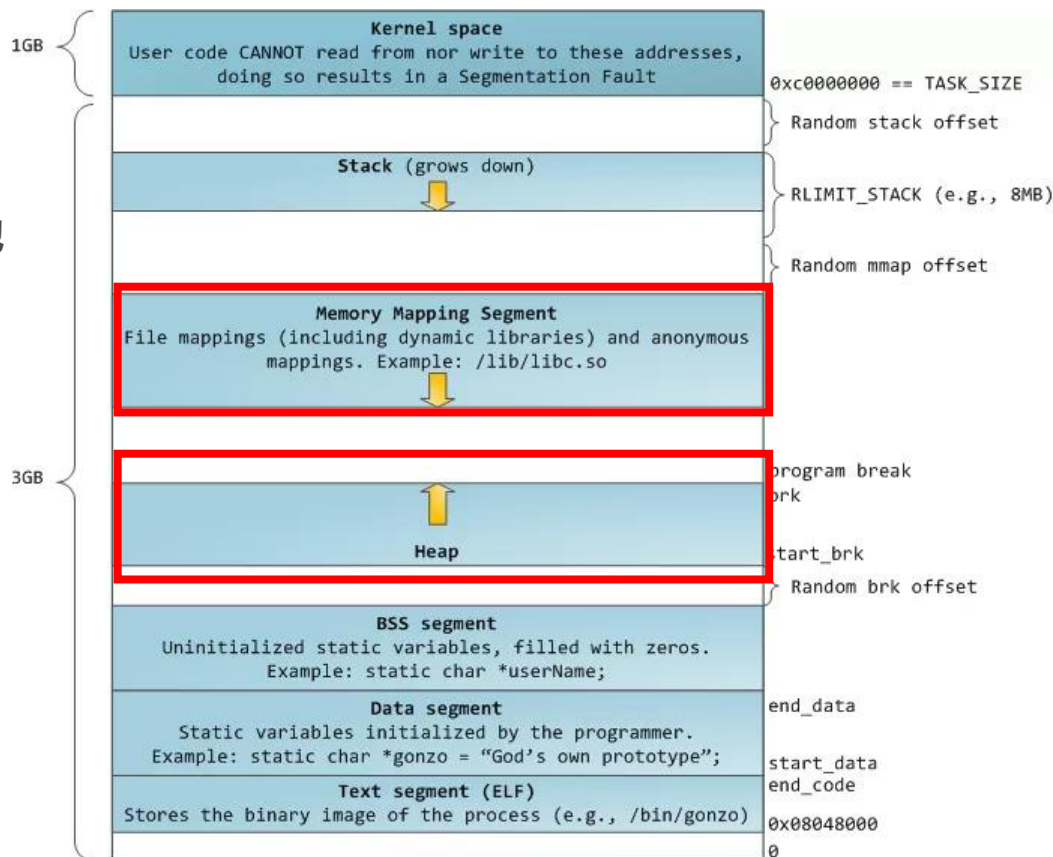 1GB
Kernel space
User code CANNOT read from nor write to these addresses,
doing so results in a Segmentation Fault
0xc0000000 == TASK_SIZE
Random stack offset
Stack (grows down)
RLIMIT_STACK (e.g., 8MB)
Random mmap offset
Memory Mapping Segment
File mappings (including dynamic libraries) and anonymous
mappings. Example: /lib/libc.so
3GB
program break
brk
Heap
start_brk
Random brk offset
BSS segment
Uninitialized static variables, filled with zeros.
Example: static char *userName;
end_data
Data segment
Static variables initialized by the programmer.
Example: static char *gonzo = “God’s own prototype”;
start_data
end_code
Text segment (ELF)
Stores the binary image of the process (e.g., /bin/gonzo)
0x08048000
0